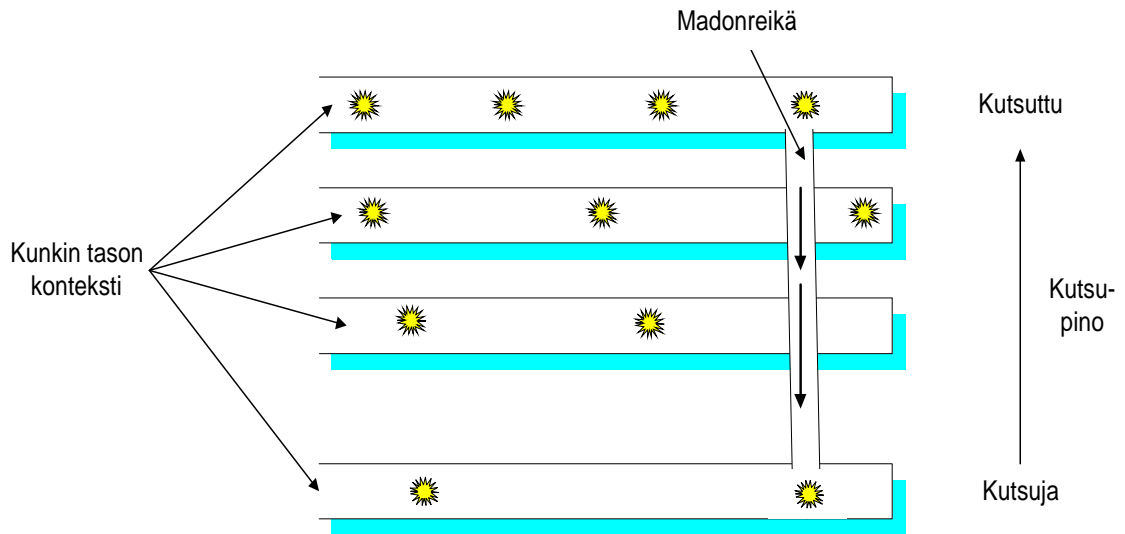 Madonreikä
Kutsuttu
Kunkin tason
konteksti
Kutsu-
pino
Kutsuja